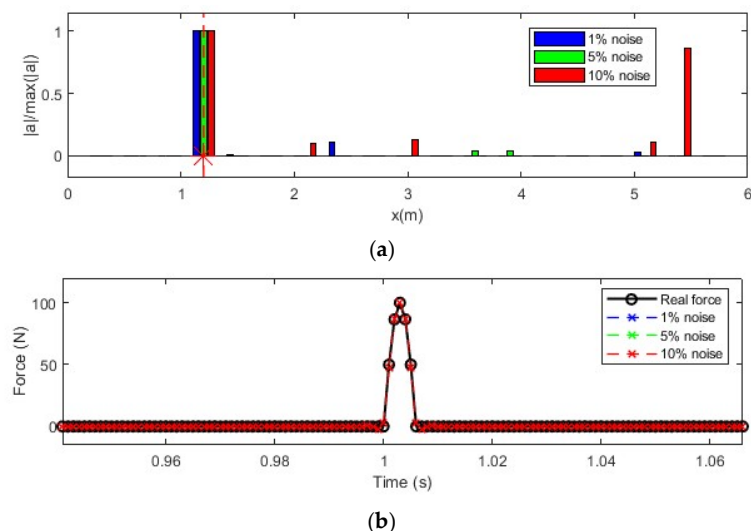 |a|/max(|a|)
1
0.5
0
1% noise
5% noise
10% noise
0 1 2 3 4 5 6
x(m)
(a)
Force (N)
100
50
0
Real force
1% noise
5% noise
10% noise
0.96 0.98 1 1.02 1.04 1.06
Time (s)
(b)